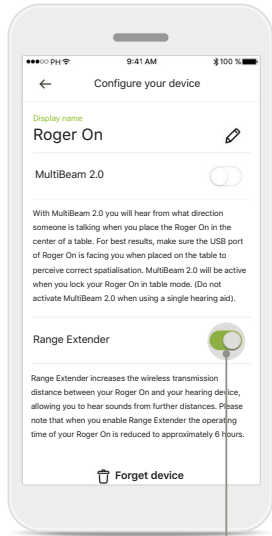 PH 9:41 AM 100 %
Configure your device
Display name
Roger On
MultiBeam 2.0
With MultiBeam 2.0 you will hear from what direction
someone is talking when you place the Roger On in the
center of a table. For best results, make sure the USB port
of Roger On is facing you when placed on the table to
perceive correct spatialisation. MultiBeam 2.0 will be active
when you lock your Roger On in table mode. (Do not
activate MultiBeam 2.0 when using a single hearing aid).
Range Extender
Range Extender increases the wireless transmission
distance between your Roger On and your hearing device,
allowing you to hear sounds from further distances. Please
note that when you enable Range Extender the operating
time of your Roger On is reduced to approximately 6 hours.
Forget device